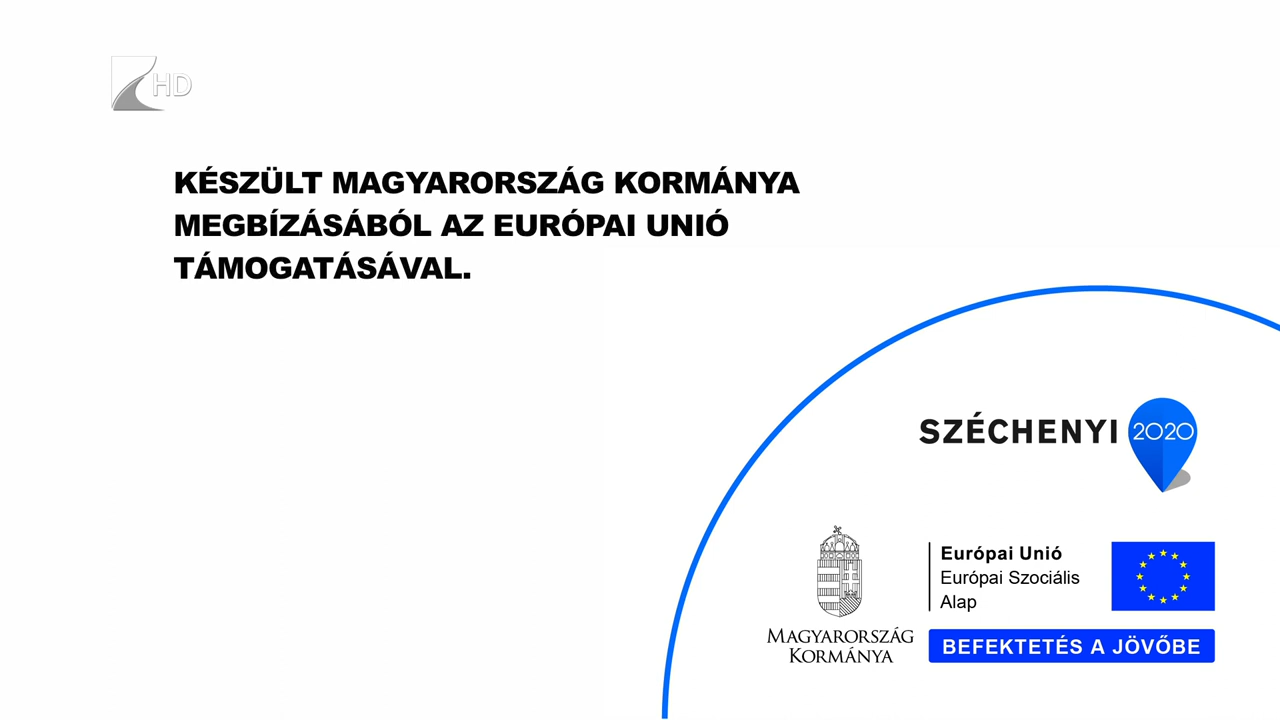 HD
KÉSZÜLT MAGYARORSZÁG KORMÁNYA
MEGBÍZÁSÁBÓL AZ EURÓPAI UNIÓ
TÁMOGATÁSÁVAL.
SZÉCHENYI 2020
Európai Unió
Európai Szociális
Alap
MAGYARORSZÁG
KORMÁNYA
BEFEKTETÉS A JÖVŐBE